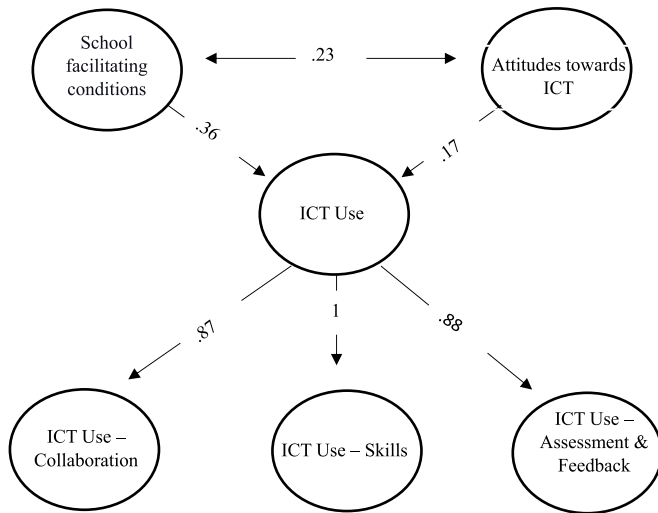 School
facilitating
conditions
.23
Attitudes towards
ICT
.36
.17
ICT Use
.87
1
.88
ICT Use –
Collaboration
ICT Use – Skills
ICT Use –
Assessment &
Feedback